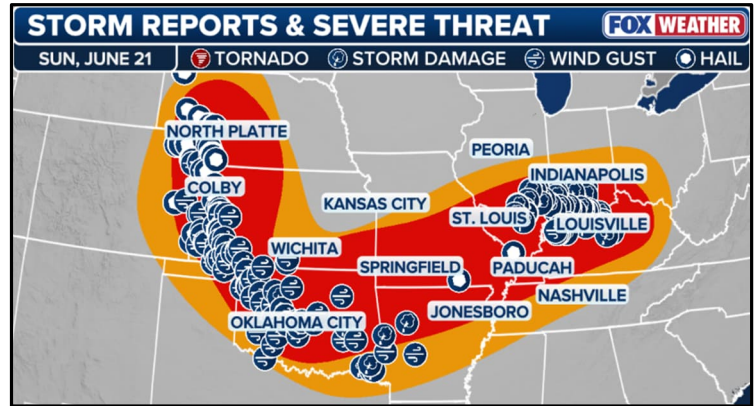 STORM REPORTS & SEVERE THREAT
FOX WEATHER
SUN, JUNE 21
TORNADO
STORM DAMAGE
WIND GUST
HAIL
NORTH PLATTE
PEORIA
INDIANAPOLIS
COLBY
KANSAS CITY
ST. LOUIS
LOUISVILLE
WICHITA
SPRINGFIELD
PADUCAH
NASHVILLE
JONESBORO
OKLAHOMA CITY